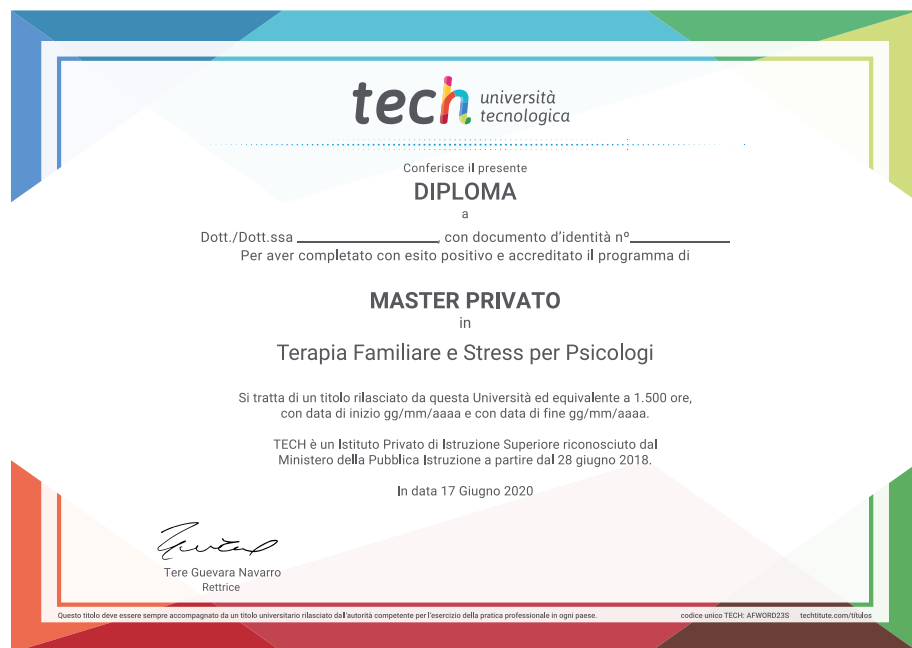 tech università
tecnologica
Conferisce il presente
DIPLOMA
a
Dott./Dott.ssa ____________________, con documento d'identità nº______________
Per aver completato con esito positivo e accreditato il programma di
MASTER PRIVATO
in
Terapia Familiare e Stress per Psicologi
Si tratta di un titolo rilasciato da questa Università ed equivalente a 1.500 ore,
con data di inizio gg/mm/aaaa e con data di fine gg/mm/aaaa.
TECH è un Istituto Privato di Istruzione Superiore riconosciuto dal
Ministero della Pubblica Istruzione a partire dal 28 giugno 2018.
In data 17 Giugno 2020
Tere Guevara Navarro
Rettrice
Questo titolo deve essere sempre accompagnato da un titolo universitario rilasciato dall'autorità competente per l'esercizio della pratica professionale in ogni paese. codice unico TECH: AFWORD23S techtitute.com/titulos